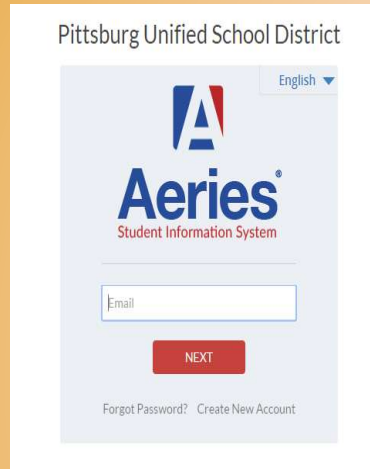 Pittsburg Unified School District
English
A
Aeries®
Student Information System
Email
NEXT
Forgot Password? Create New Account